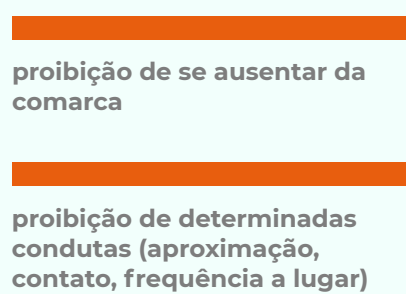 proibição de se ausentar da
comarca
proibição de determinadas
condutas (aproximação,
contato, frequência a lugar)